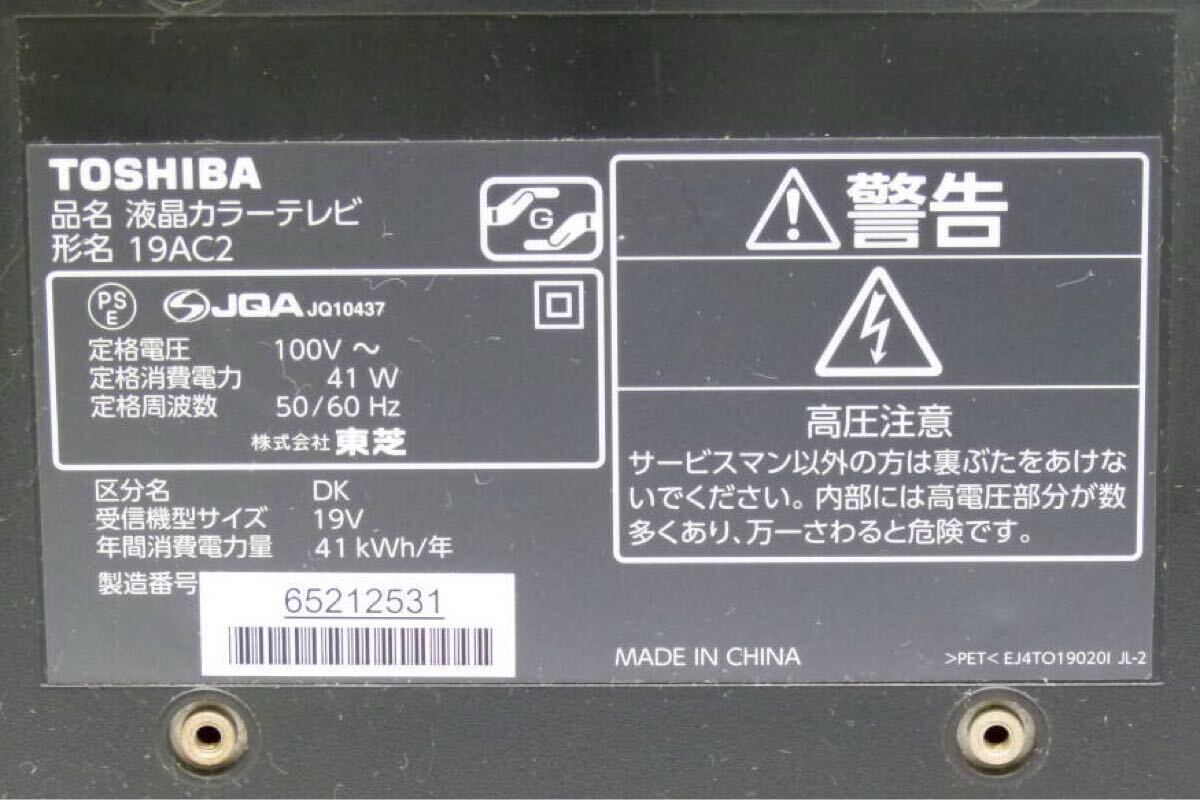 TOSHIBA
品名 液晶カラーテレビ
形名 19AC2
G
PS
E
JQA JQ10437
定格電圧 100V ～
定格消費電力 41 W
定格周波数 50/60 Hz
株式会社 東芝
区分名 DK
受信機型サイズ 19V
年間消費電力量 41 kWh/年
製造番号
65212531
警告
高圧注意
サービスマン以外の方は裏ぶたをあけな
いでください。内部には高電圧部分が数
多くあり、万一さわると危険です。
MADE IN CHINA
>PET< EJ4TO19020I JL-2